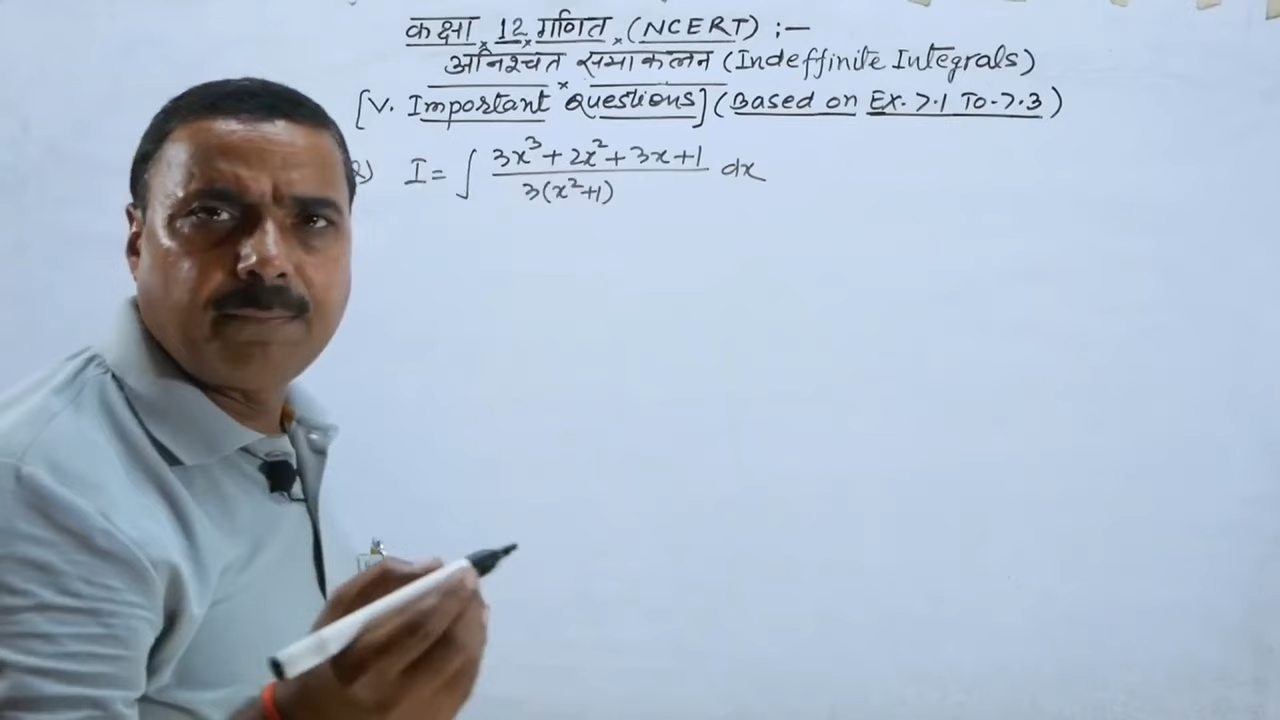 कक्षा 12 गणित (NCERT) :-
अनिश्चत समाकलन (Indeffinite Integrals)
[V. Important Questions] (Based on Ex. 7.1 To 7.3)
I = ∫ (3x³ + 2x² + 3x + 1) / 3(x² + 1) dx